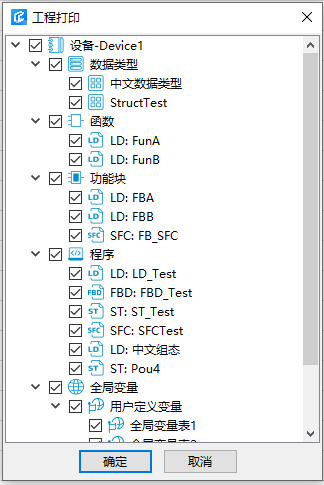 工程打印
设备-Device1
数据类型
中文数据类型
StructTest
函数
LD: FunA
LD: FunB
功能块
LD: FBA
LD: FBB
SFC: FB_SFC
程序
LD: LD_Test
FBD: FBD_Test
ST: ST_Test
SFC: SFCTest
LD: 中文组态
ST: Pou4
全局变量
用户定义变量
全局变量表1
确定 取消